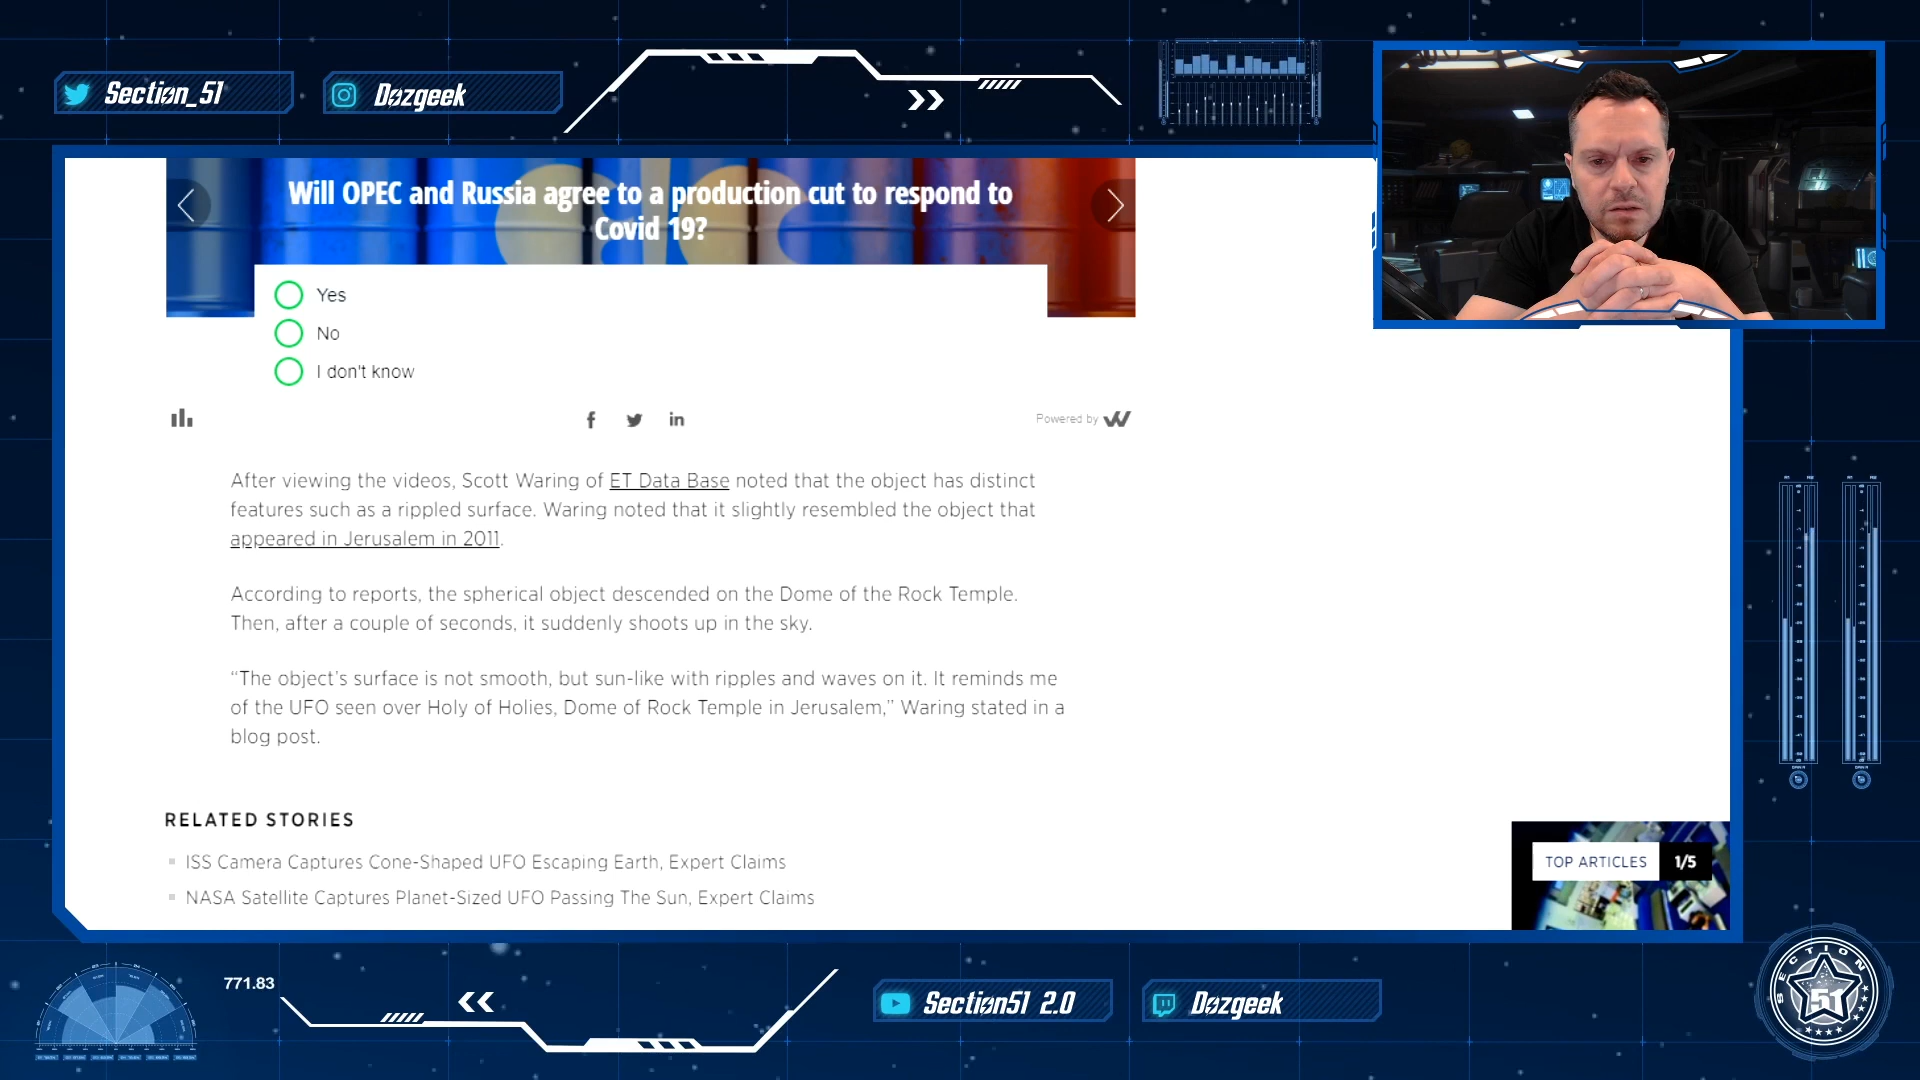 Section_51
Dozgeek
Will OPEC and Russia agree to a production cut to respond to
Covid 19?
Yes
No
I don't know
Powered by
After viewing the videos, Scott Waring of ET Data Base noted that the object has distinct
features such as a rippled surface. Waring noted that it slightly resembled the object that
appeared in Jerusalem in 2011.
According to reports, the spherical object descended on the Dome of the Rock Temple.
Then, after a couple of seconds, it suddenly shoots up in the sky.
“The object’s surface is not smooth, but sun-like with ripples and waves on it. It reminds me
of the UFO seen over Holy of Holies, Dome of Rock Temple in Jerusalem,” Waring stated in a
blog post.
RELATED STORIES
ISS Camera Captures Cone-Shaped UFO Escaping Earth, Expert Claims
NASA Satellite Captures Planet-Sized UFO Passing The Sun, Expert Claims
TOP ARTICLES 1/5
771.83
Section51 2.0
Dozgeek
SECTION
51